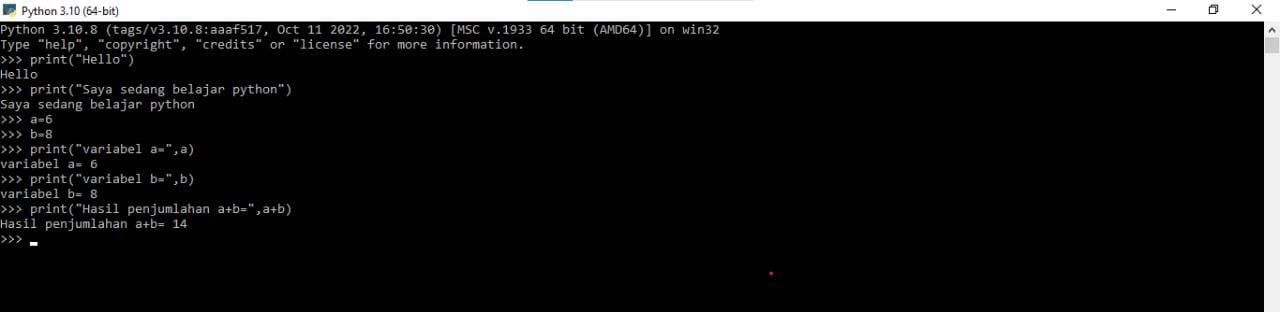 Python 3.10 (64-bit)
Python 3.10.8 (tags/v3.10.8:aaaf517, Oct 11 2022, 16:50:30) [MSC v.1933 64 bit (AMD64)] on win32
Type "help", "copyright", "credits" or "license" for more information.
>>> print("Hello")
Hello
>>> print("Saya sedang belajar python")
Saya sedang belajar python
>>> a=6
>>> b=8
>>> print("variabel a=",a)
variabel a= 6
>>> print("variabel b=",b)
variabel b= 8
>>> print("Hasil penjumlahan a+b=",a+b)
Hasil penjumlahan a+b= 14
>>>